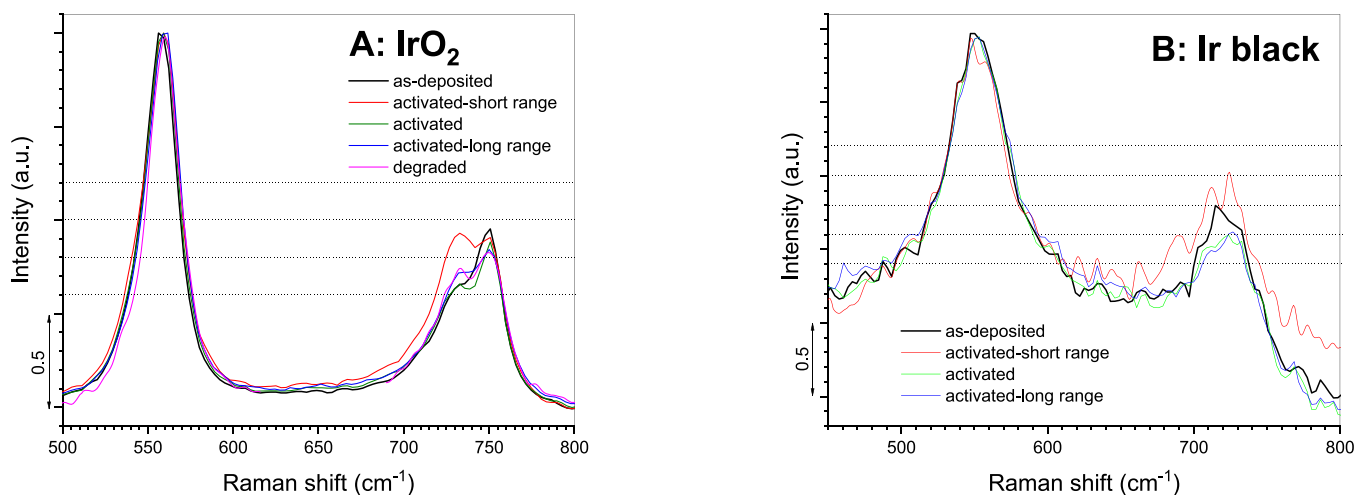 A: IrO₂
as-deposited
activated-short range
activated
activated-long range
degraded
Intensity (a.u.)
0.5
500 550 600 650 700 750 800
Raman shift (cm⁻¹)
B: Ir black
Intensity (a.u.)
as-deposited
activated-short range
activated
activated-long range
0.5
500 600 700 800
Raman shift (cm⁻¹)